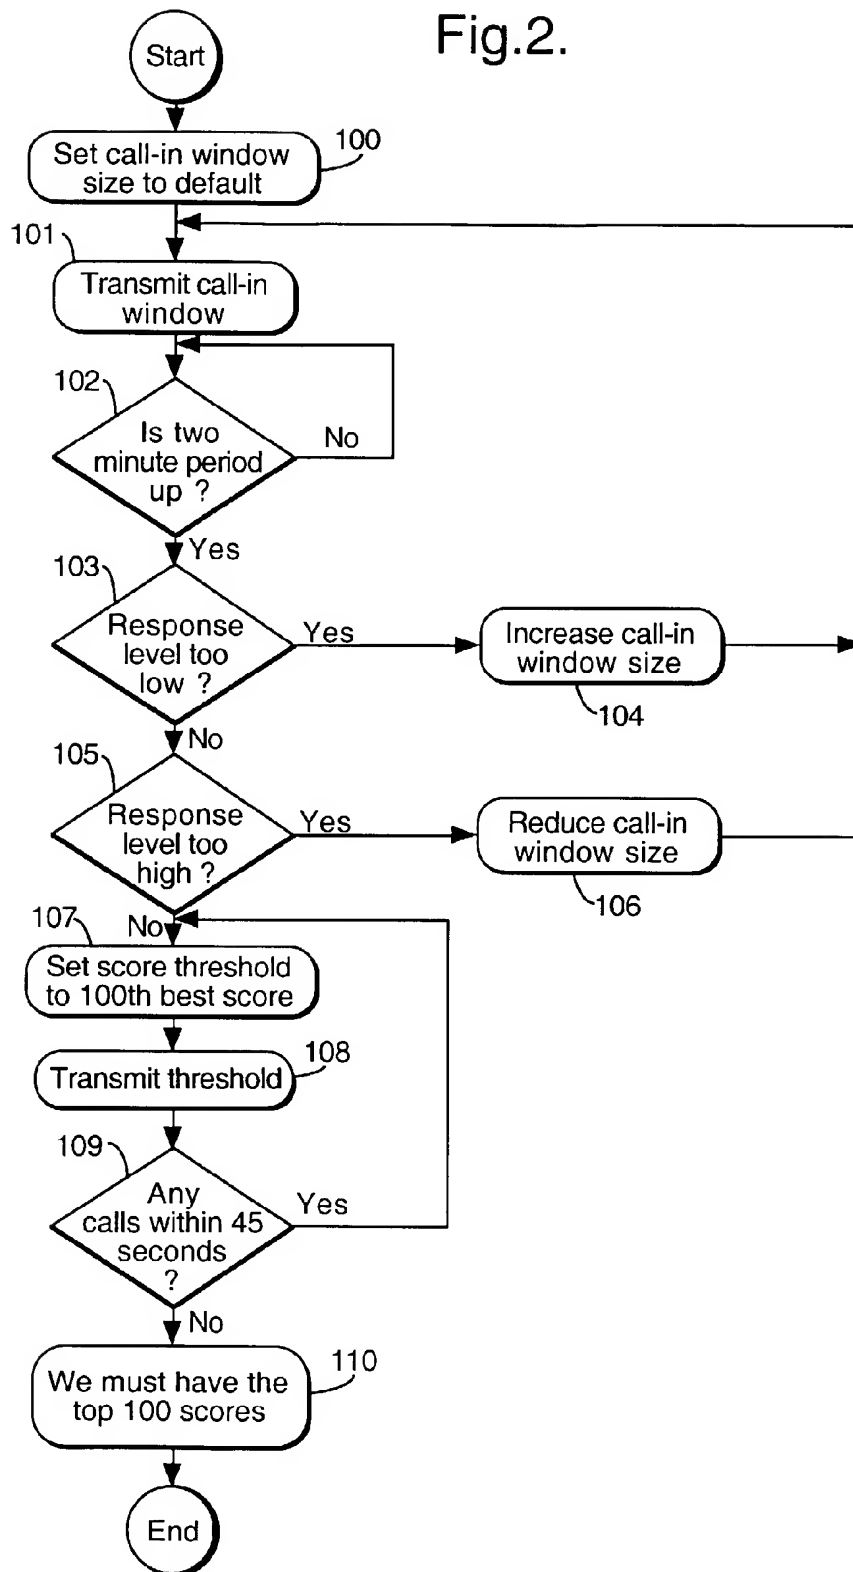 Fig.2.
Start
Set call-in window
size to default
100
101
Transmit call-in
window
102
Is two
minute period
up ?
No
Yes
103
Response
level too
low ?
Yes
Increase call-in
window size
104
No
105
Response
level too
high ?
Yes
Reduce call-in
window size
106
No
107
Set score threshold
to 100th best score
Transmit threshold
108
109
Any
calls within 45
seconds
?
Yes
No
We must have the
top 100 scores
110
End